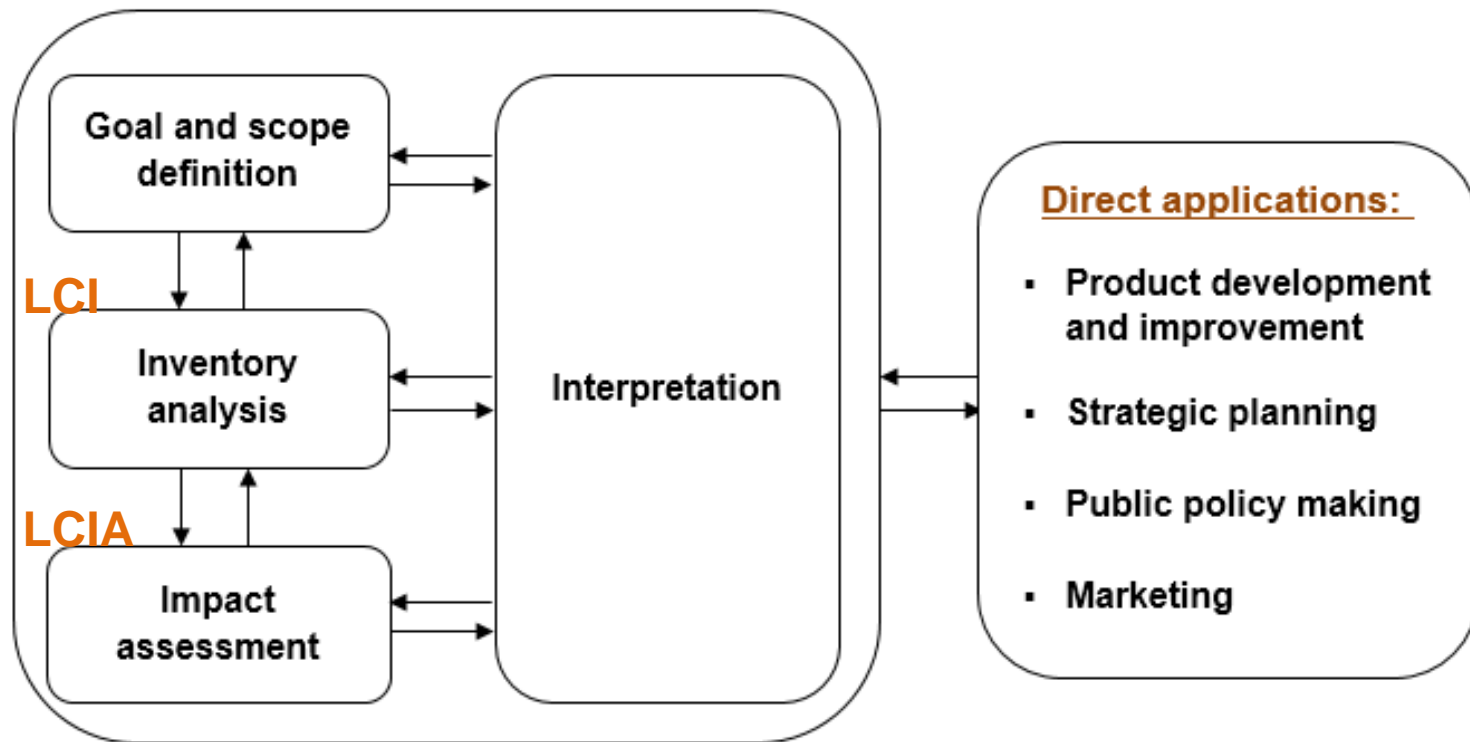 Goal and scope
definition
LCI
Inventory
analysis
LCIA
Impact
assessment
Interpretation
Direct applications:
▪ Product development
and improvement
▪ Strategic planning
▪ Public policy making
▪ Marketing